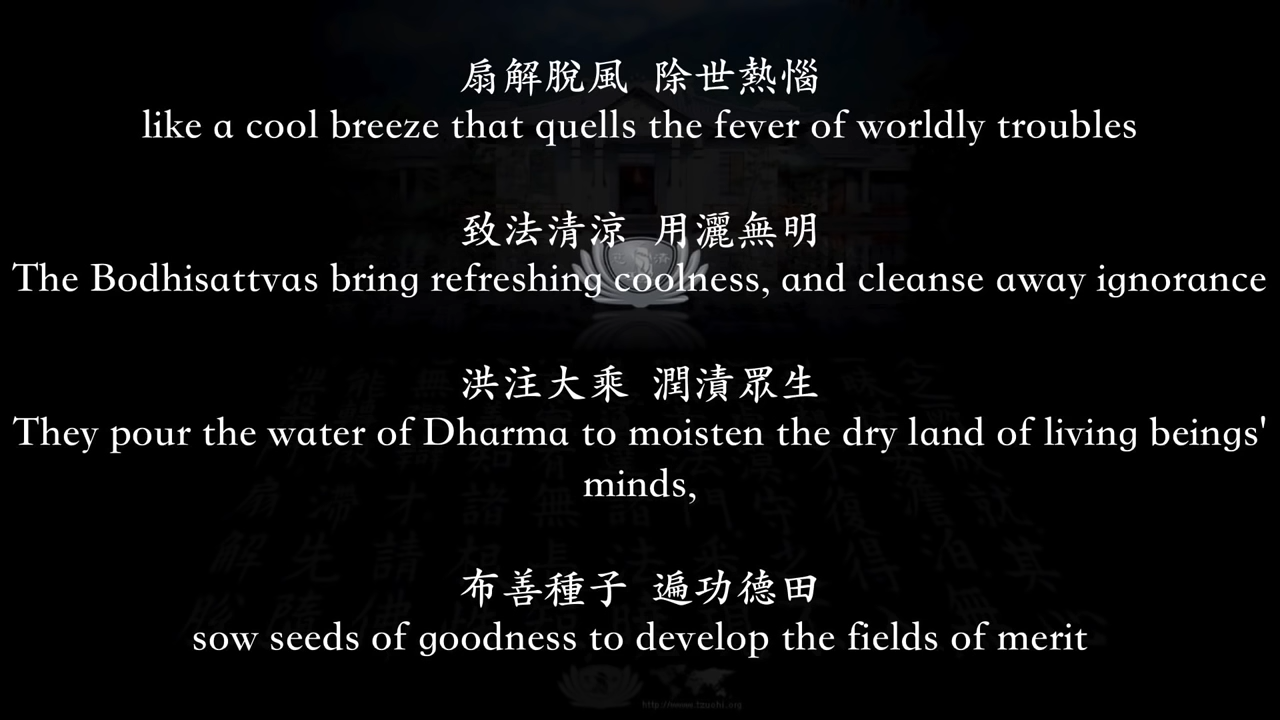 扇解脫風 除世熱惱
like a cool breeze that quells the fever of worldly troubles
致法清涼 用灑無明
The Bodhisattvas bring refreshing coolness, and cleanse away ignorance
洪注大乘 潤漬眾生
They pour the water of Dharma to moisten the dry land of living beings'
minds,
布善種子 遍功德田
sow seeds of goodness to develop the fields of merit
http://www.tzuchi.org